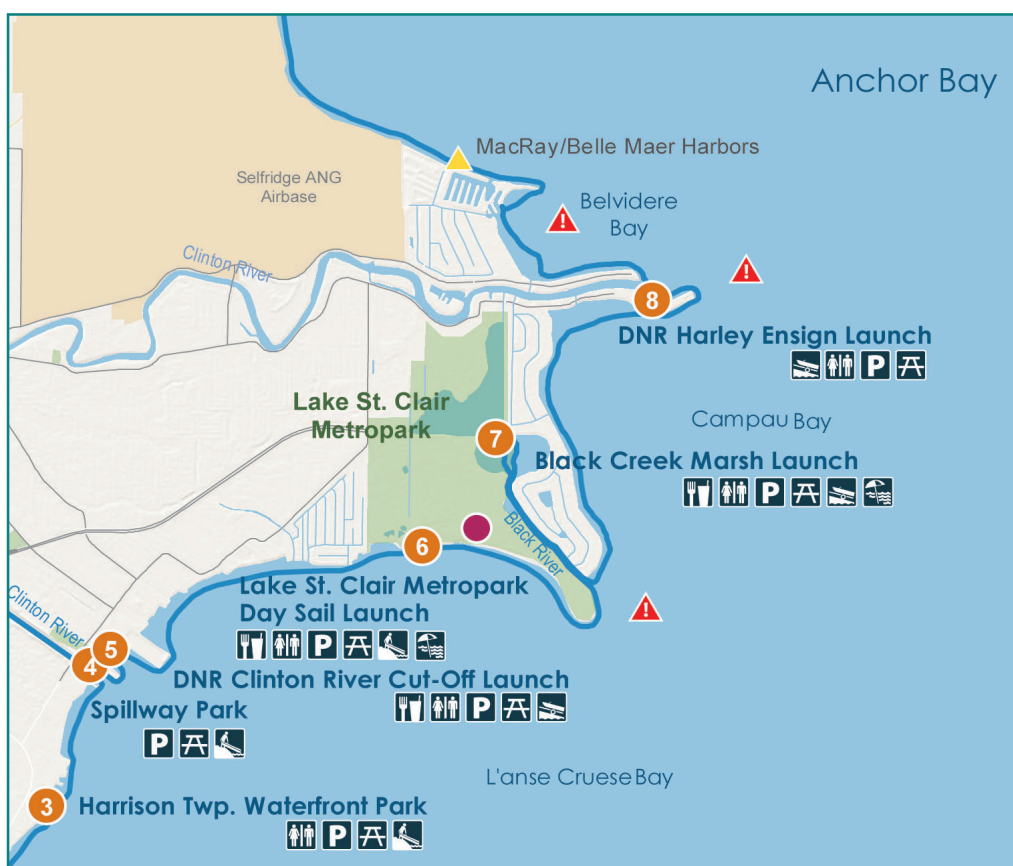 Anchor Bay
MacRay/Belle Maer Harbors
Selfridge ANG
Airbase
Belvidere
Bay
!
!
Clinton River
8
DNR Harley Ensign Launch
P
Lake St. Clair
Metropark
Campau Bay
7
Black Creek Marsh Launch
P
Black River
6
Lake St. Clair Metropark
Day Sail Launch
P
!
Clinton River
5
4
DNR Clinton River Cut-Off Launch
P
Spillway Park
P
L'anse Cruese Bay
3
Harrison Twp. Waterfront Park
P